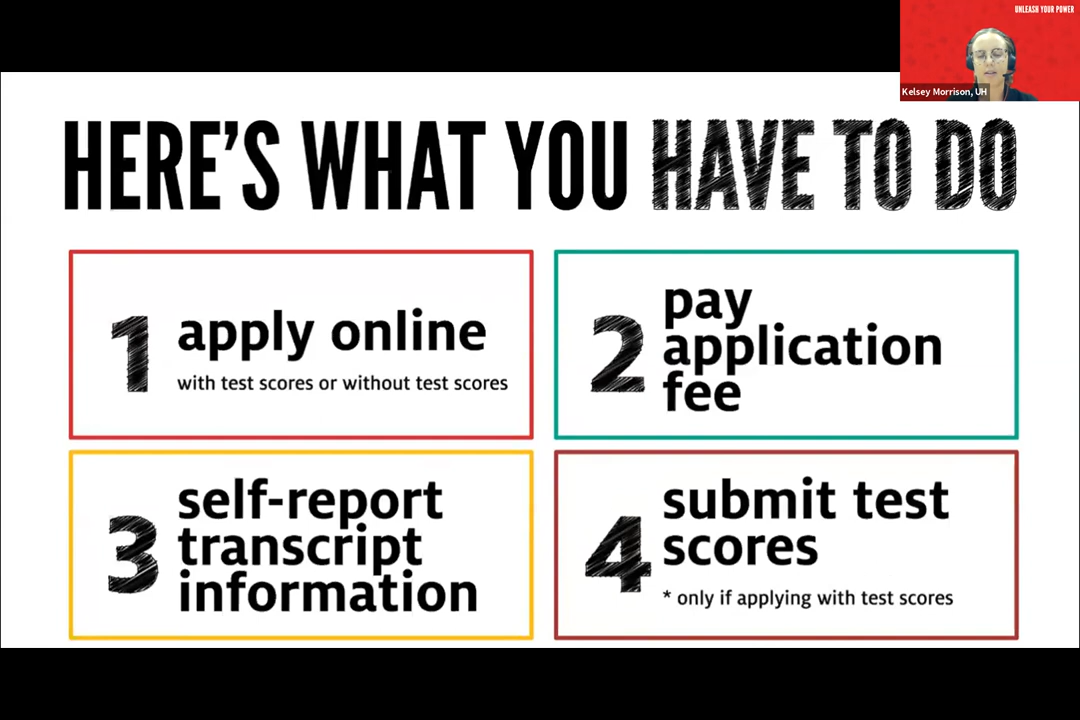 UNLEASH YOUR POWER
Kelsey Morrison, UH
HERE'S WHAT YOU HAVE TO DO
1
apply online
with test scores or without test scores
2
pay
application
fee
3
self-report
transcript
information
4
submit test
scores
* only if applying with test scores